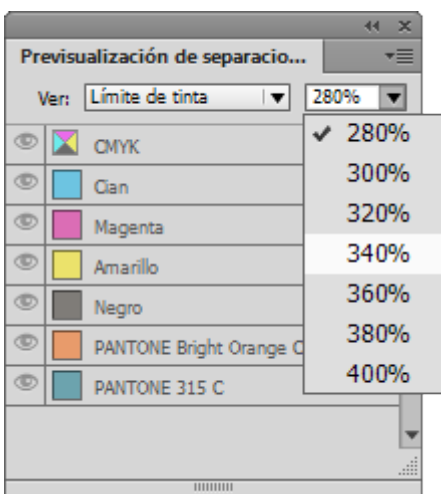 Previsualización de separacio...
Ver: Límite de tinta 280%
CMYK
Cian
Magenta
Amarillo
Negro
PANTONE Bright Orange C
PANTONE 315 C
280%
300%
320%
340%
360%
380%
400%